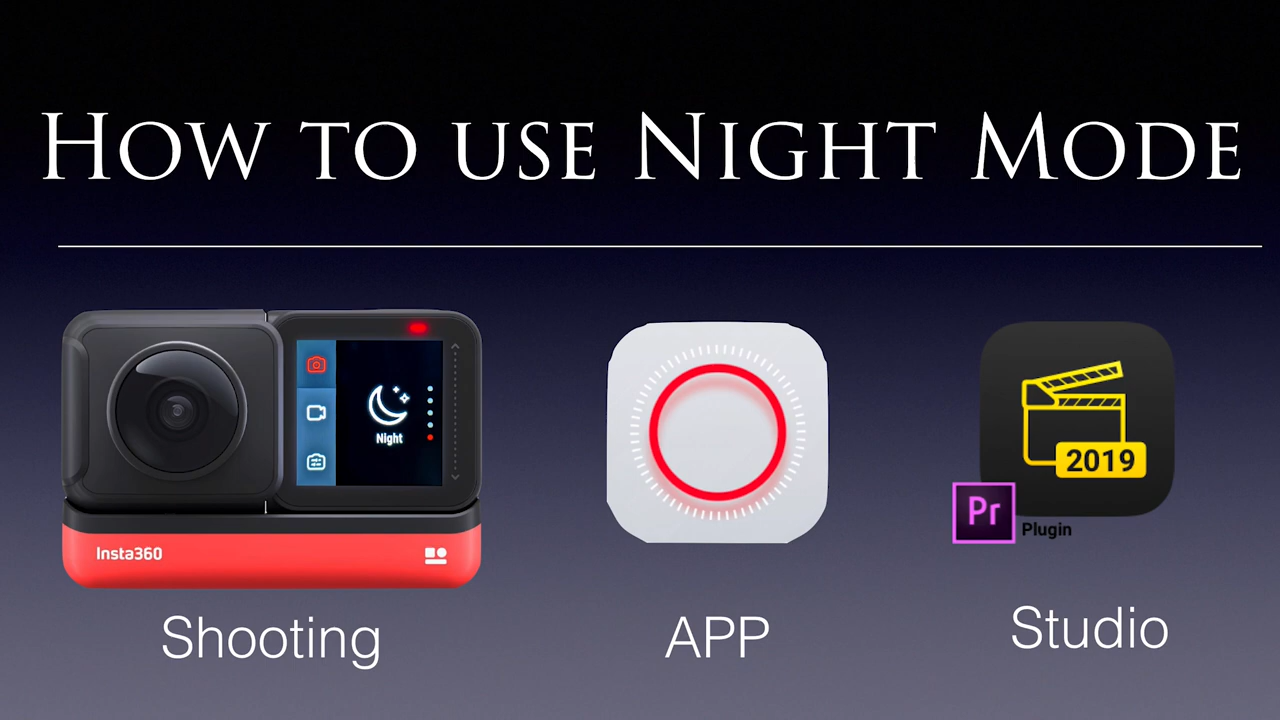 HOW TO USE NIGHT MODE
Night
Insta360
2019
Pr
Plugin
Shooting
APP
Studio